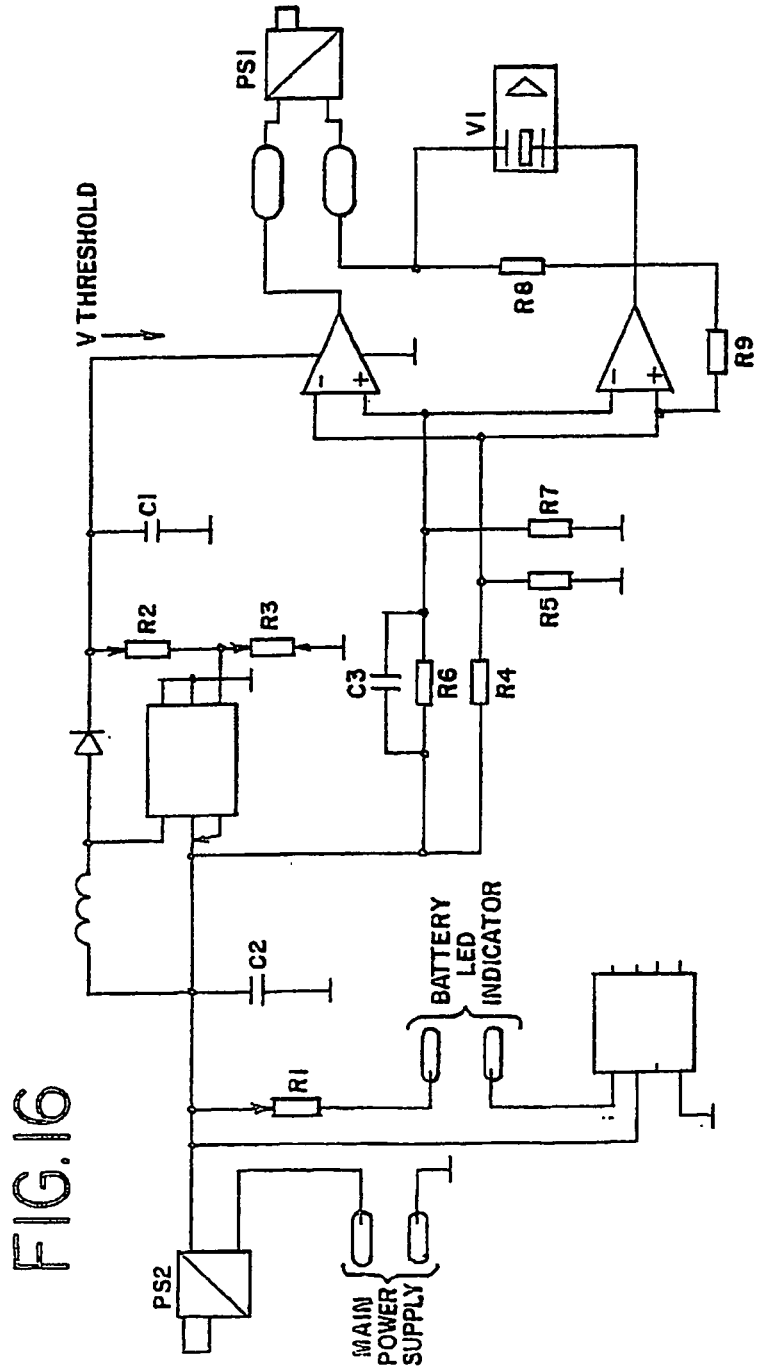 FIG.16
PS2
MAIN
POWER
SUPPLY
R1
BATTERY
LED
INDICATOR
C2
C3
R6
R4
R2
R3
C1
R5
R7
V THRESHOLD
−
+
−
+
PS1
R8
V1
R9